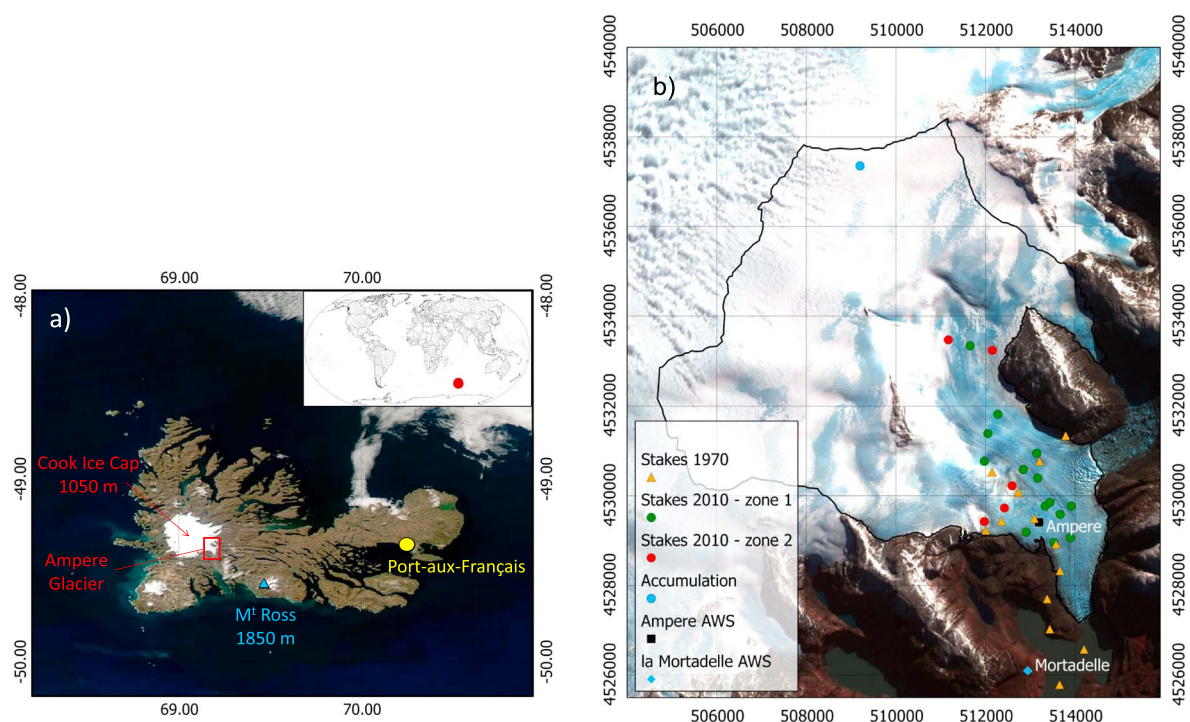 69.00 70.00
-48.00 -48.00
a)
-49.00 -49.00
Cook Ice Cap
1050 m
Ampere
Glacier
Port-aux-Français
Mt Ross
1850 m
-50.00 -50.00
69.00 70.00
506000 508000 510000 512000 514000
4540000 4540000
b)
4538000 4538000
4536000 4536000
4534000 4534000
4532000 4532000
4530000 4530000
4528000 4528000
4526000 4526000
Stakes 1970
Stakes 2010 - zone 1
Stakes 2010 - zone 2
Accumulation
Ampere AWS
la Mortadelle AWS
Ampere
Mortadelle
506000 508000 510000 512000 514000